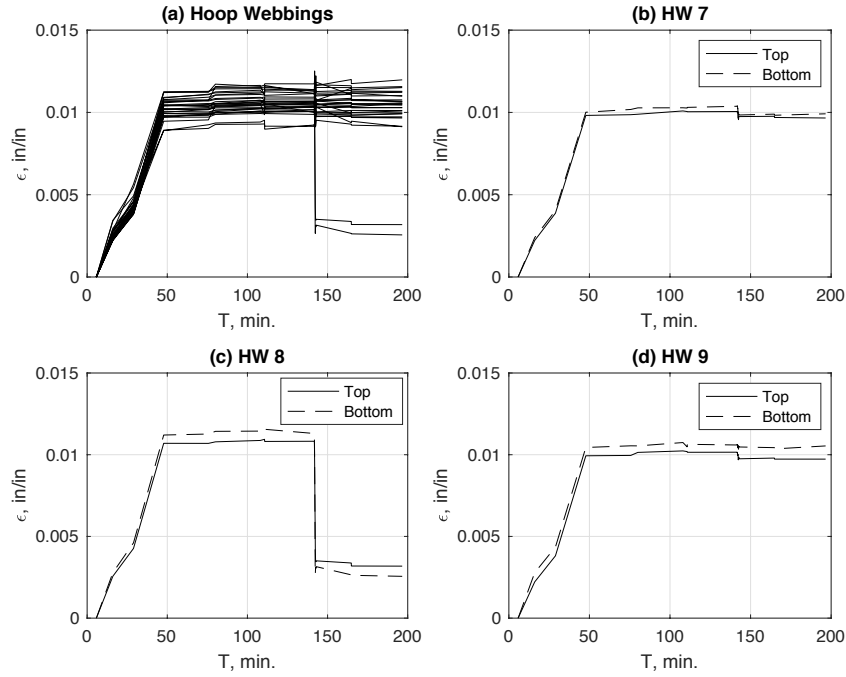 (a) Hoop Webbings
0.015
0.01
0.005
0
ϵ, in/in
0 50 100 150 200
T, min.
(b) HW 7
Top
Bottom
0.015
0.01
0.005
0
ϵ, in/in
0 50 100 150 200
T, min.
(c) HW 8
Top
Bottom
0.015
0.01
0.005
0
ϵ, in/in
0 50 100 150 200
T, min.
(d) HW 9
Top
Bottom
0.015
0.01
0.005
0
ϵ, in/in
0 50 100 150 200
T, min.